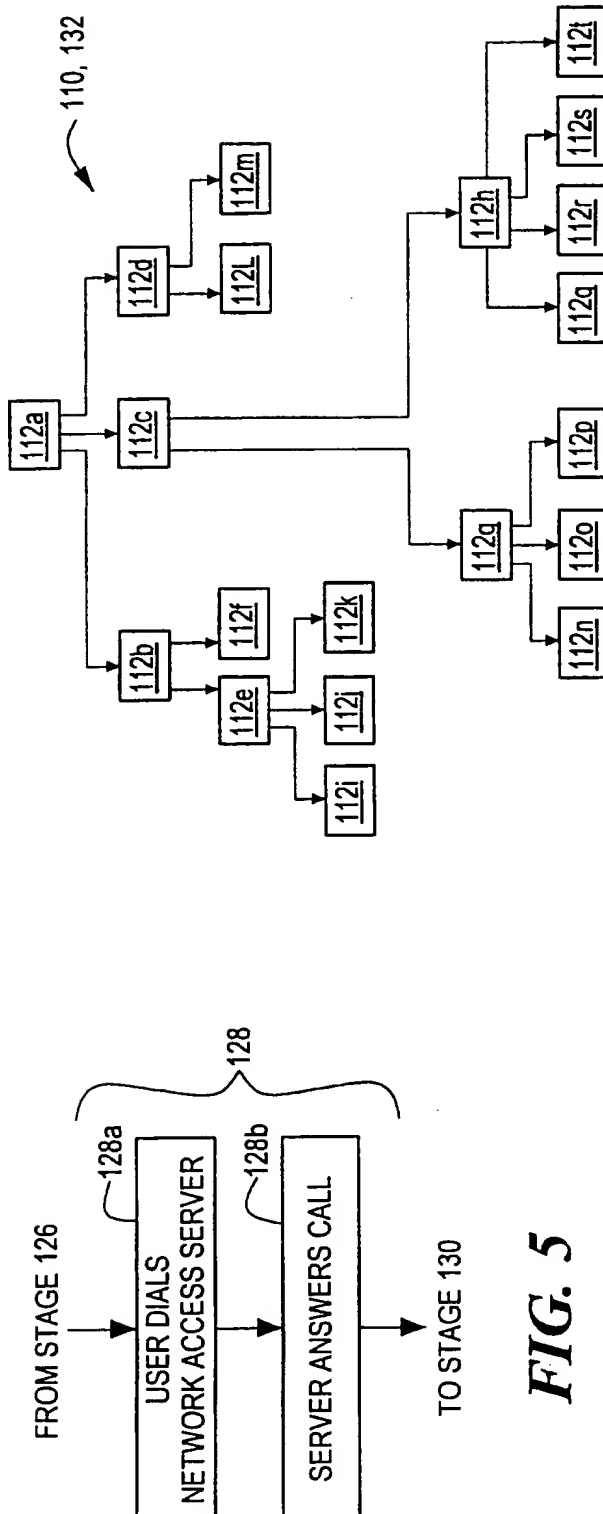 FROM STAGE 126
128a
USER DIALS
NETWORK ACCESS SERVER
128
128b
SERVER ANSWERS CALL
TO STAGE 130
FIG. 5
110, 132
112a
112b
112c
112d
112e
112f
112L
112m
112i
112j
112k
112g
112h
112n
112o
112p
112q
112r
112s
112t